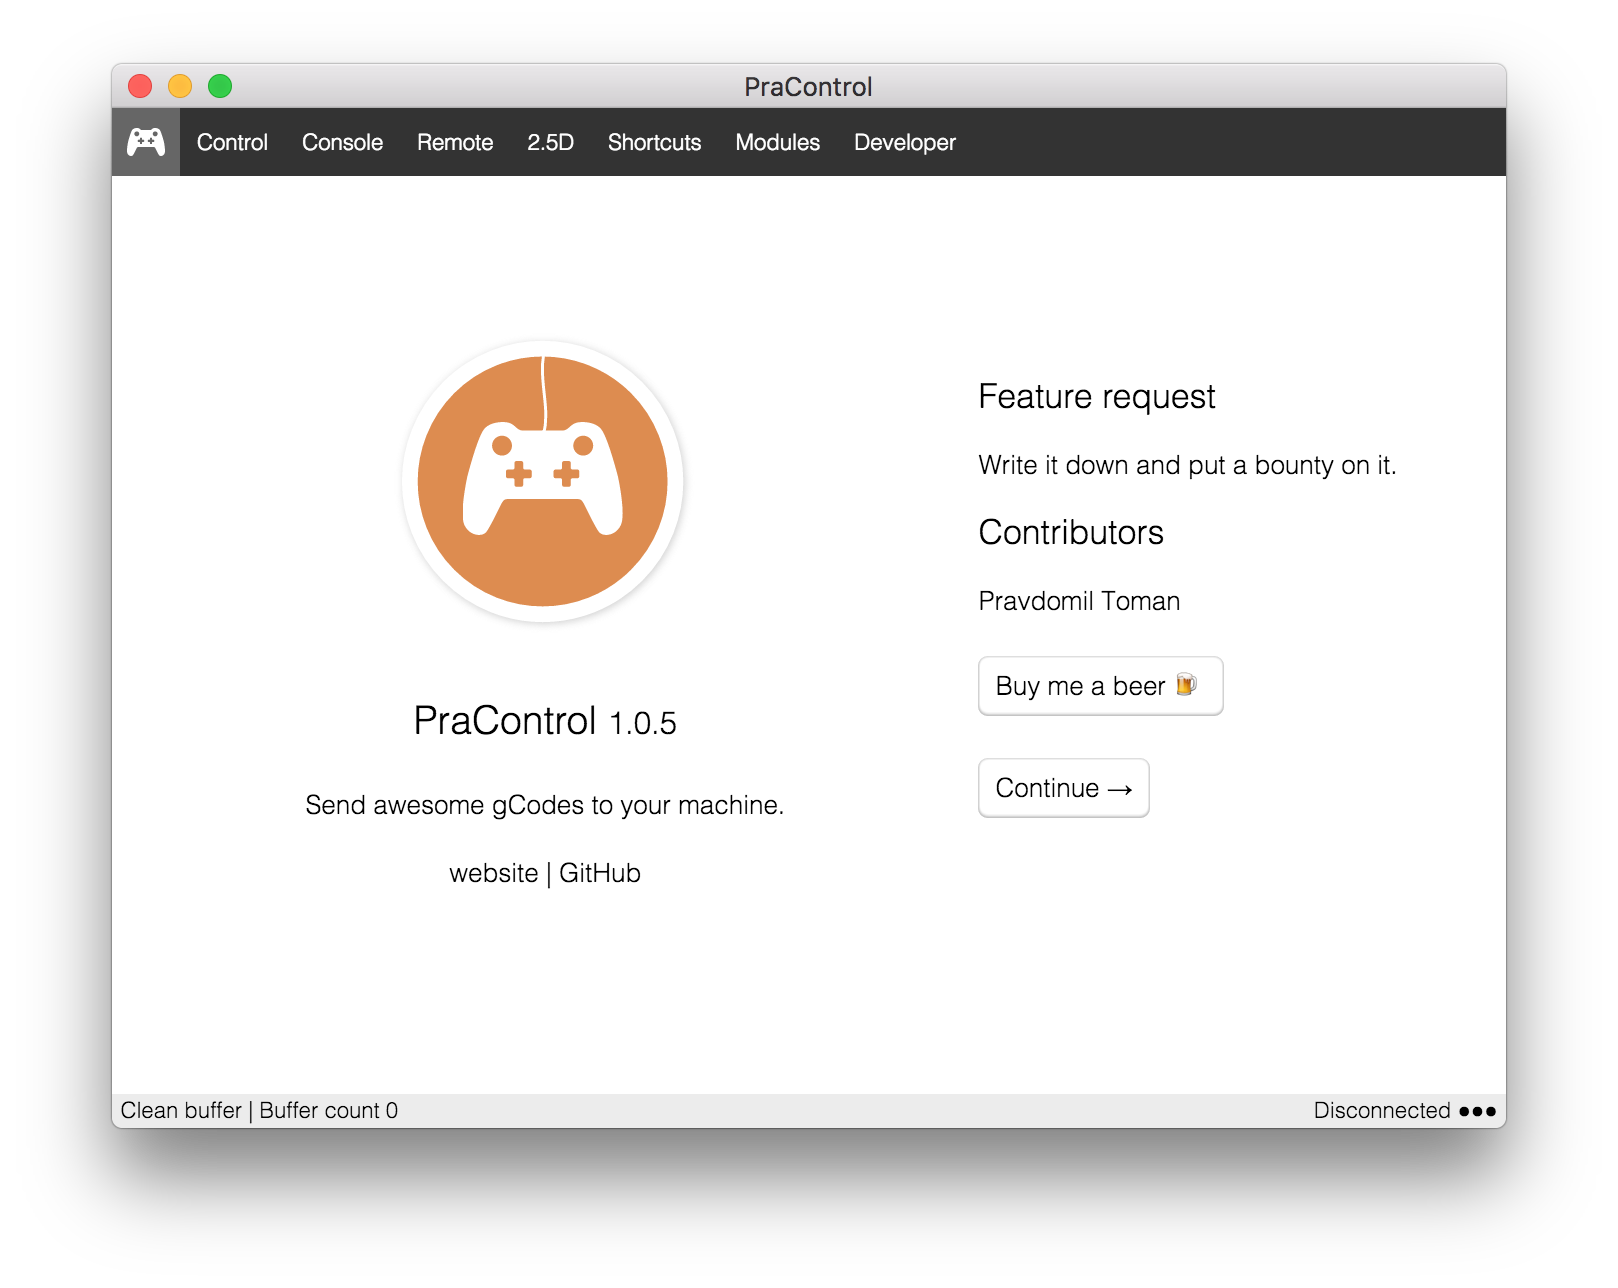 PraControl
Control Console Remote 2.5D Shortcuts Modules Developer
PraControl 1.0.5
Send awesome gCodes to your machine.
website | GitHub
Feature request
Write it down and put a bounty on it.
Contributors
Pravdomil Toman
Buy me a beer 🍺
Continue →
Clean buffer | Buffer count 0
Disconnected ●●●